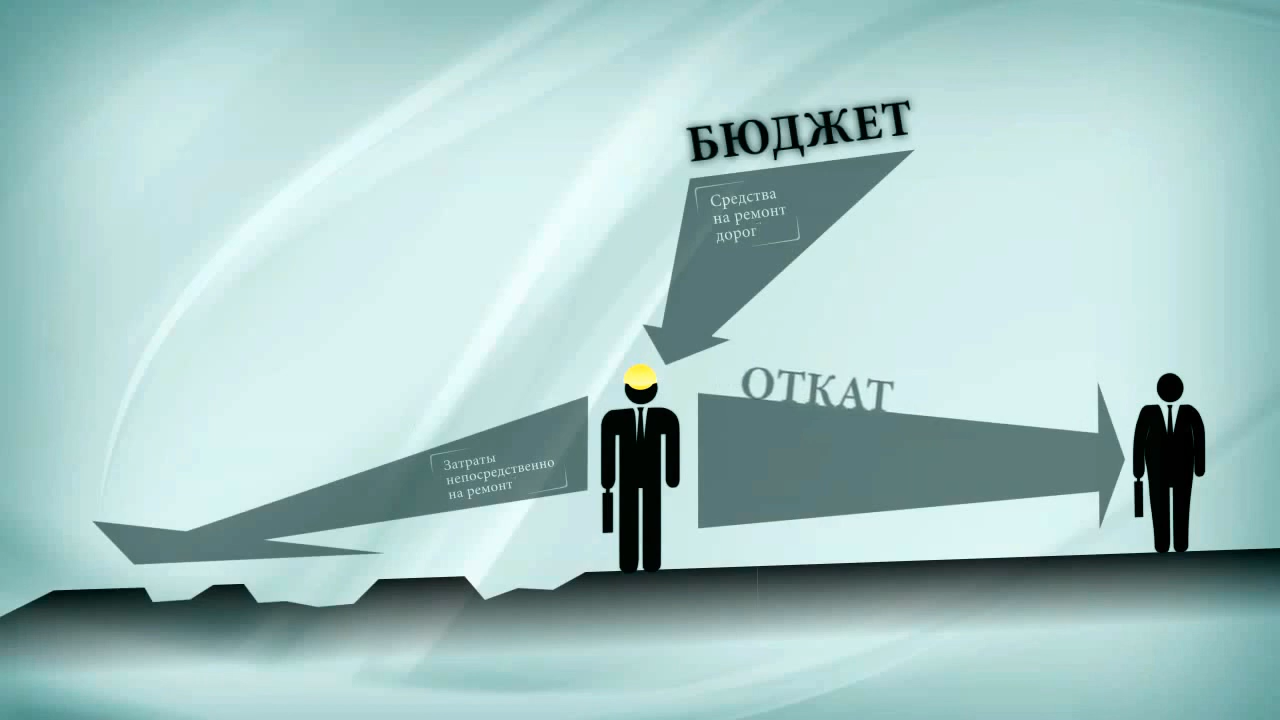 БЮДЖЕТ
Средства
на ремонт
дорог
ОТКАТ
Затраты
непосредственно
на ремонт